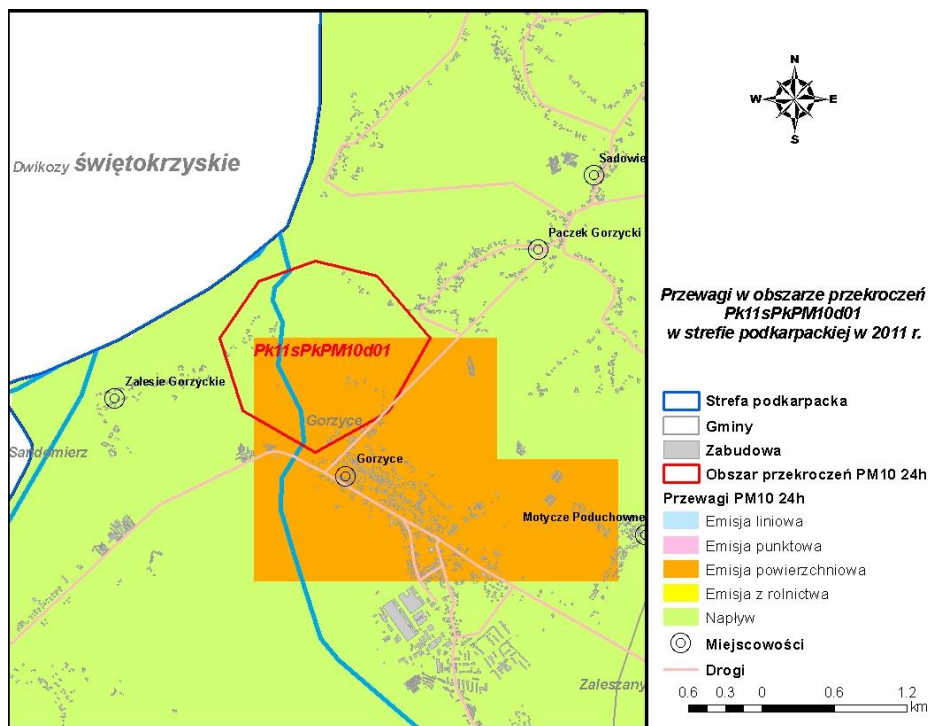 N
W E
S
Dwikozy świętokrzyskie
Sadowie
Paczek Gorzycki
Pk11sPkPM10d01
Zalesie Gorzyckie
Gorzyce
Sandomierz
Gorzyce
Motycze Poduchowne
Zaleszany
Przewagi w obszarze przekroczeń
Pk11sPkPM10d01
w strefie podkarpackiej w 2011 r.
Strefa podkarpacka
Gminy
Zabudowa
Obszar przekroczeń PM10 24h
Przewagi PM10 24h
Emisja liniowa
Emisja punktowa
Emisja powierzchniowa
Emisja z rolnictwa
Napływ
Miejscowości
Drogi
0.6 0.3 0 0.6 1.2
km